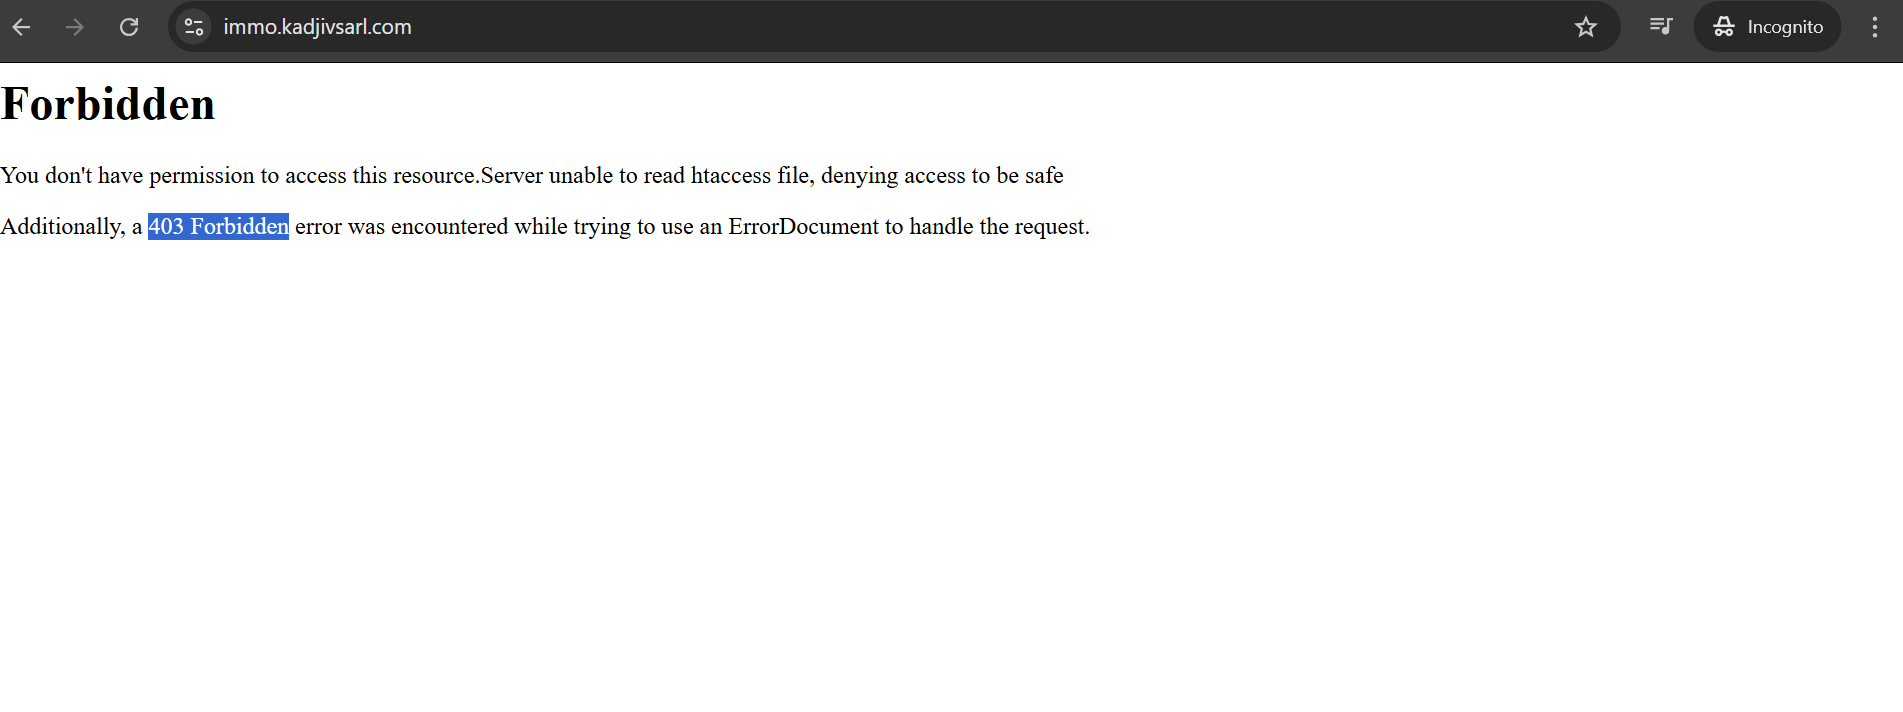 immo.kadjivsarl.com
Incognito
Forbidden
You don't have permission to access this resource.Server unable to read htaccess file, denying access to be safe
Additionally, a 403 Forbidden error was encountered while trying to use an ErrorDocument to handle the request.